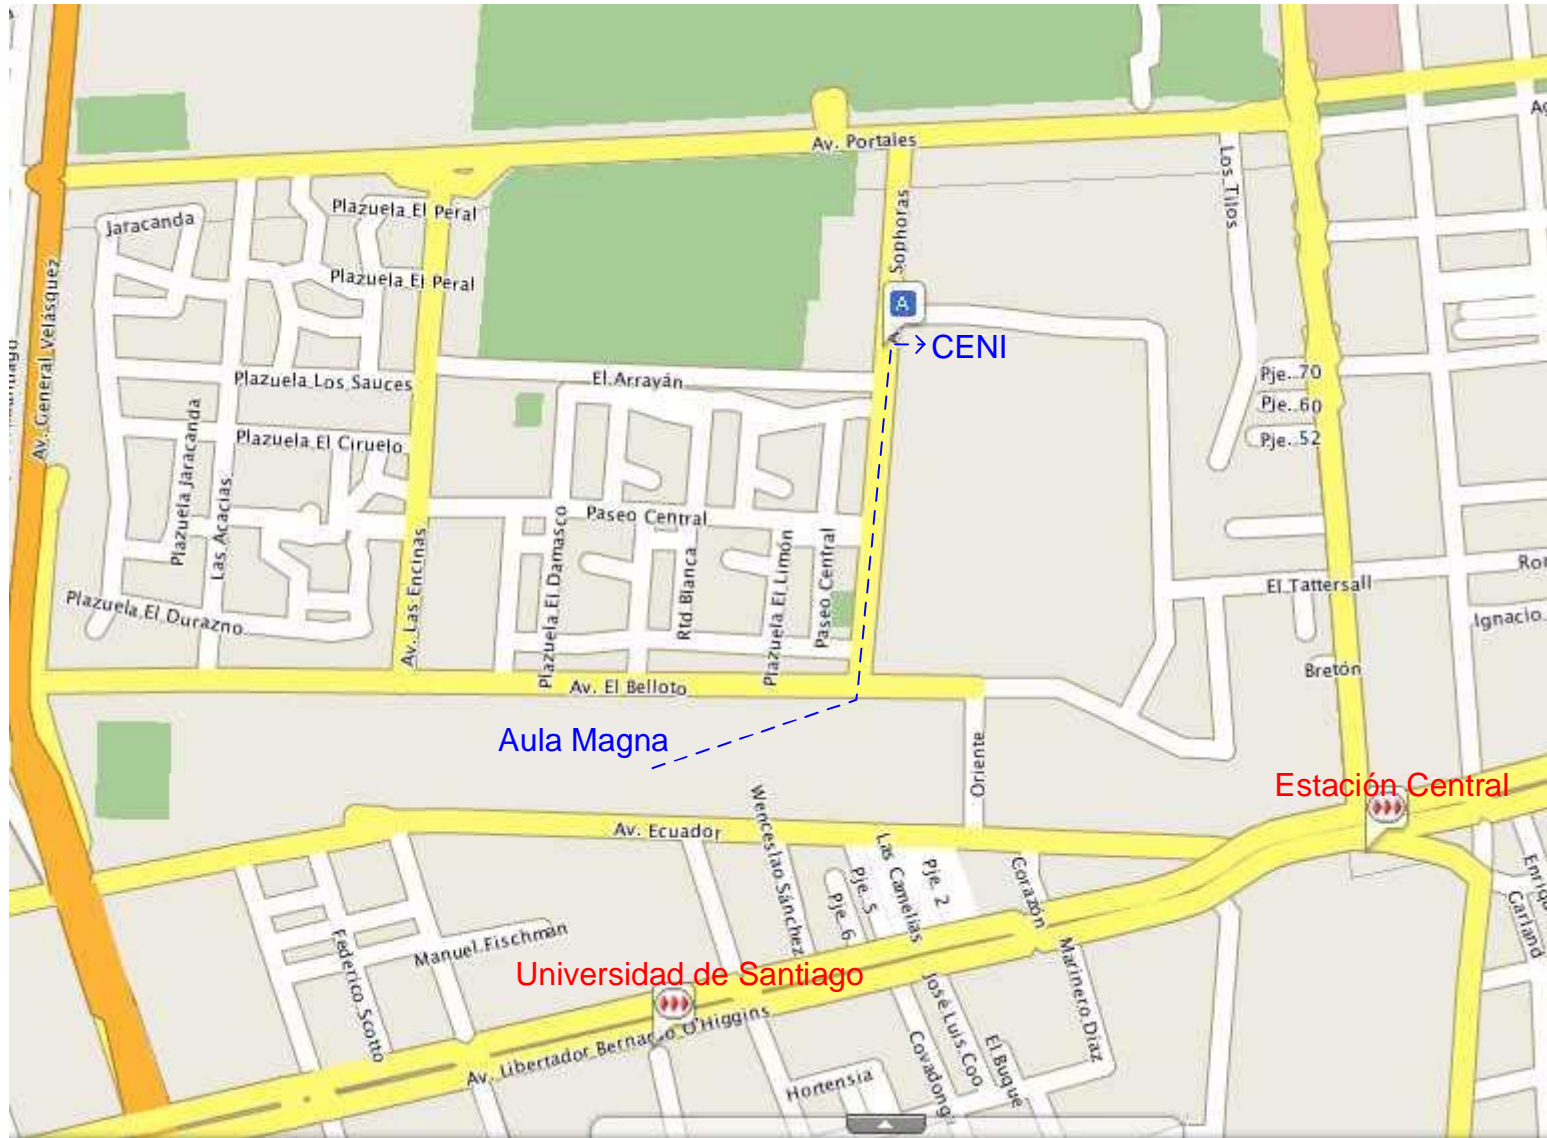 Av. Portales
Plazuela El Peral
Jaracanda
Los Tilos
Sophoras
Plazuela El Peral
A
CENI
Av. General Velásquez
Plazuela Los Sauces
El Arrayán
Pje. 70
Pje. 60
Pje. 52
Plazuela El Ciruelo
Plazuela Jaracanda
Las Acacias
Paseo Central
Plazuela El Damasco
Av. Las Encinas
Rtd Bianca
Plazuela El Limón
Paseo Central
El Tattersall
Plazuela El Durazno
Ignacio
Bretón
Av. El Belloto
Aula Magna
Oriente
Estación Central
Wenceslao Sánchez
Av. Ecuador
Las Camelias
Pje. 2
Pje. 5
Pje. 6
Corazón
Garland
Federico Scotto
Manuel Fischman
Marinero Díaz
Universidad de Santiago
Av. Libertador Bernardo O'Higgins
José Luis Coo
Covadonga
El Buque
Hortensia